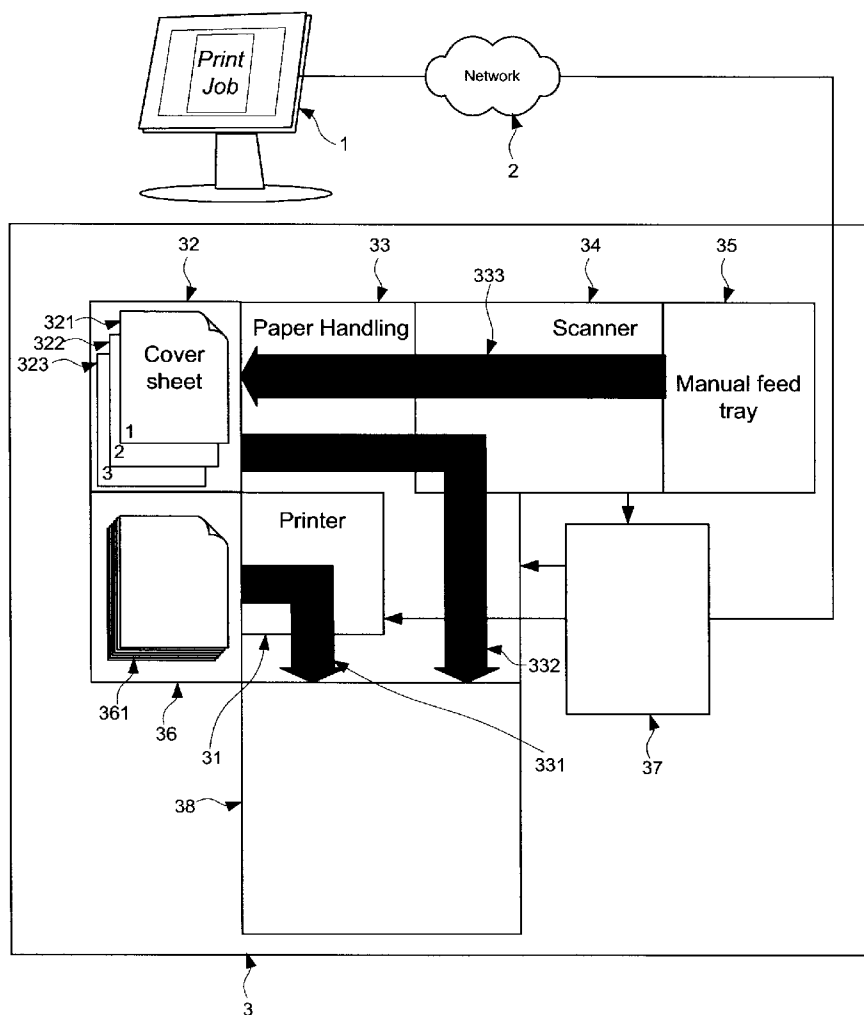 Print
Job
Network
1
2
32
33
34
35
333
321
322
323
Cover
sheet
1
2
3
Paper Handling
Scanner
Manual feed
tray
Printer
361
36
31
331
332
37
38
3